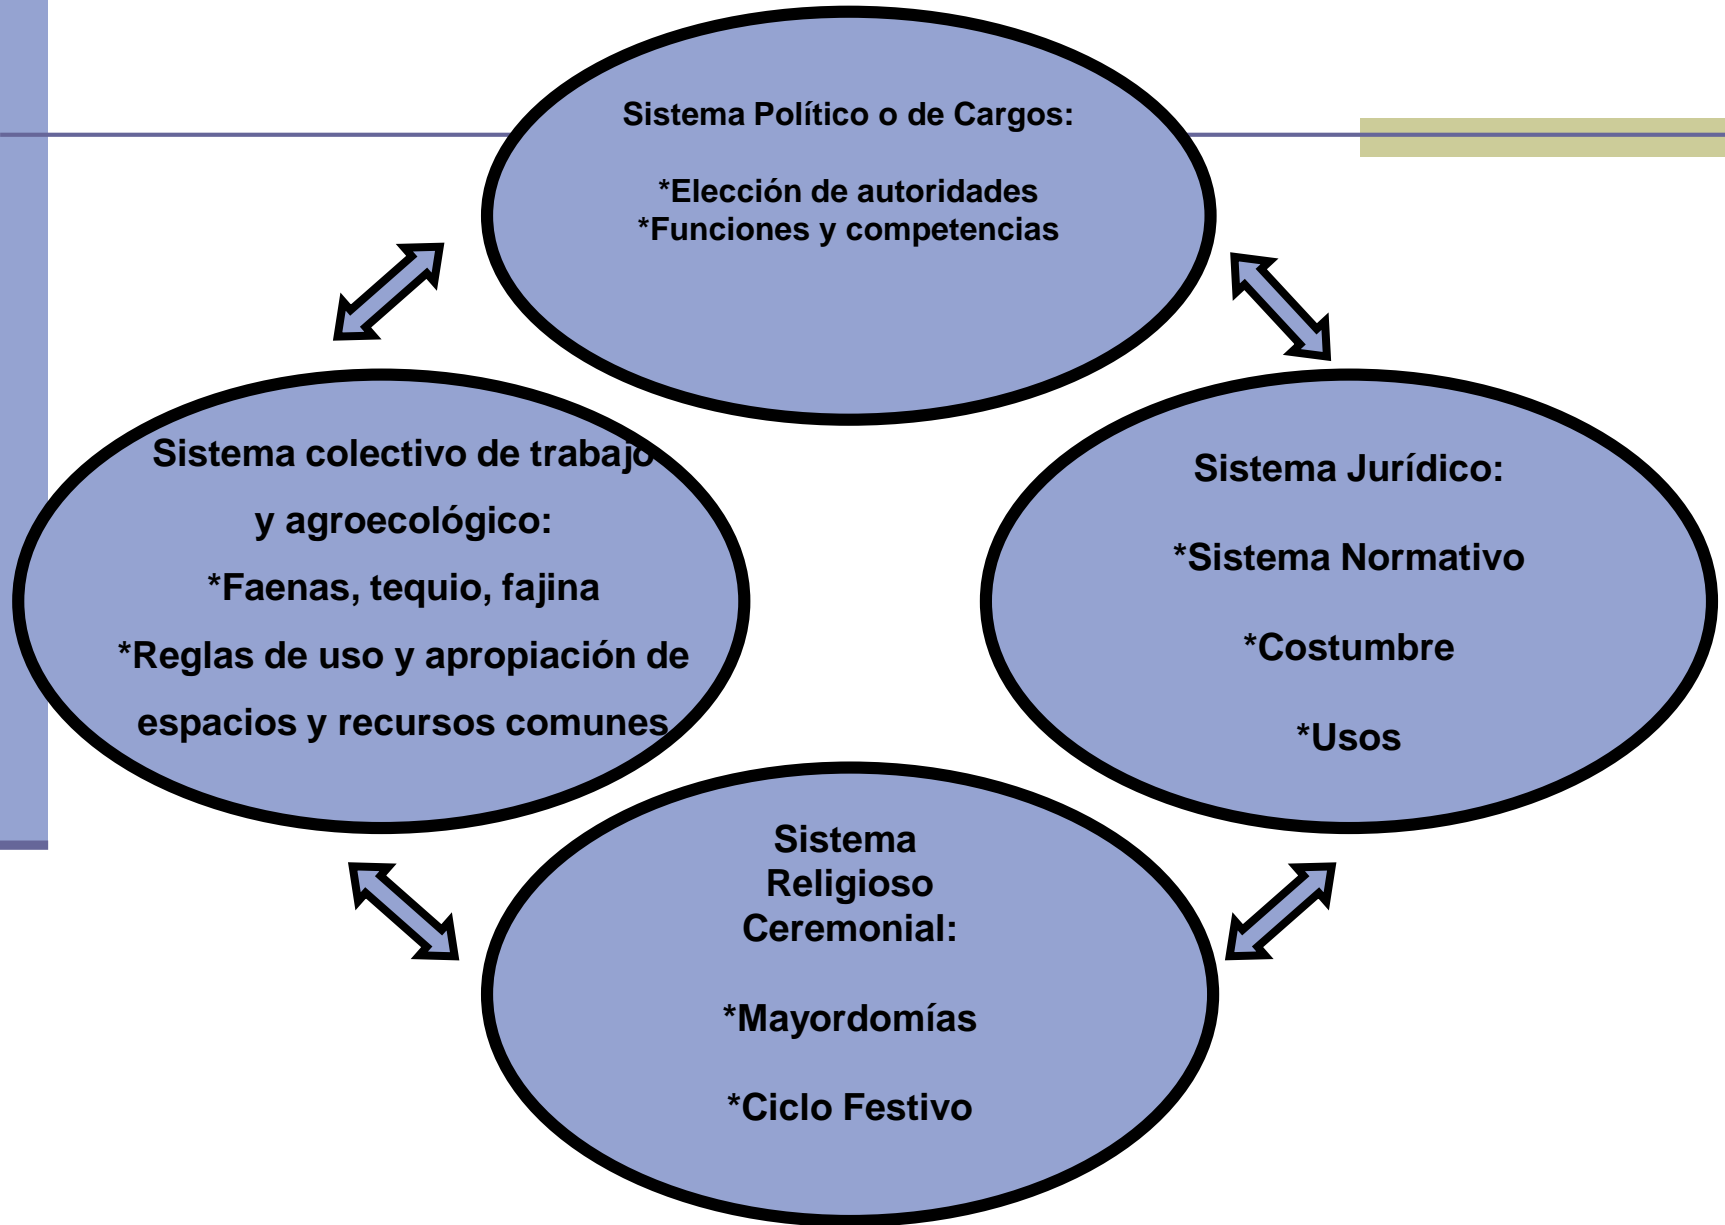 Sistema Político o de Cargos:
*Elección de autoridades
*Funciones y competencias
Sistema colectivo de trabajo
y agroecológico:
*Faenas, tequio, fajina
*Reglas de uso y apropiación de
espacios y recursos comunes
Sistema Jurídico:
*Sistema Normativo
*Costumbre
*Usos
Sistema
Religioso
Ceremonial:
*Mayordomías
*Ciclo Festivo